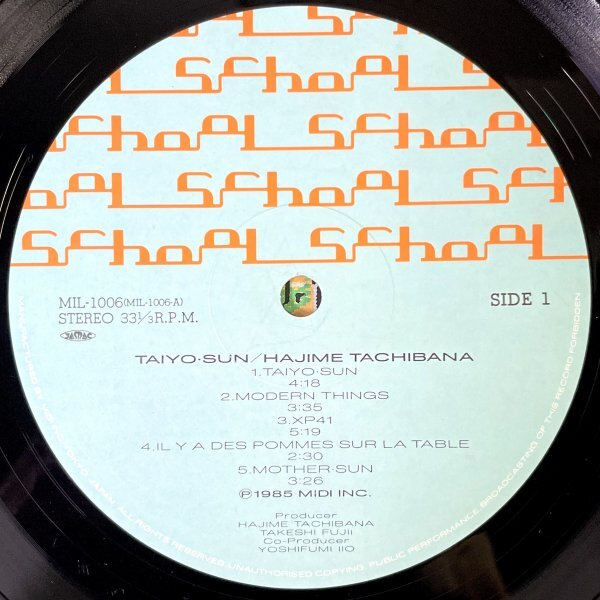 School School
School School
School School
School School
School School
MIL-1006(MIL-1006-A)
STEREO 33⅓R.P.M.
JASRAC
SIDE 1
TAIYO·SUN/HAJIME TACHIBANA
1.TAIYO·SUN
4:18
2.MODERN THINGS
3:35
3.XP41
5:19
4.IL Y A DES POMMES SUR LA TABLE
2:30
5.MOTHER·SUN
3:26
Ⓟ1985 MIDI INC.
Producer
HAJIME TACHIBANA
TAKESHI FUJII
Co-Producer
YOSHIFUMI IIO
ALL RIGHTS RESERVED. UNAUTHORISED COPYING, PUBLIC PERFORMANCE BROADCASTING OF THIS RECORD FORBIDDEN